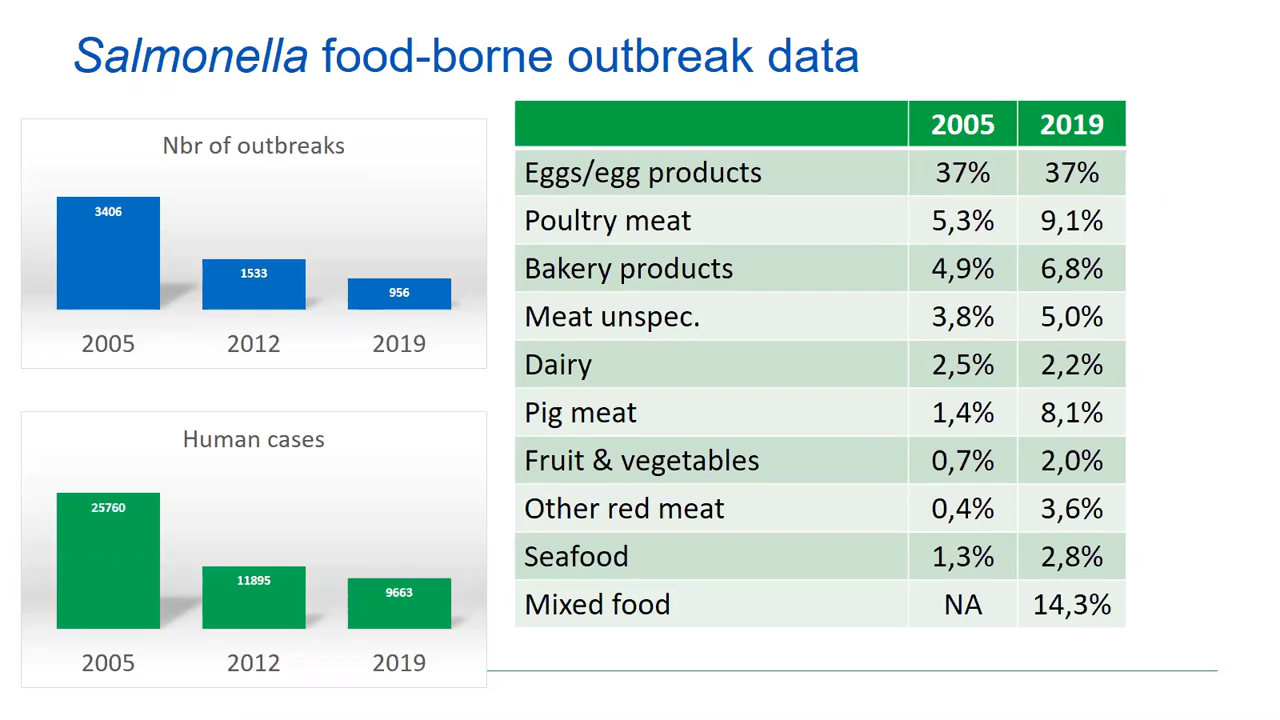 Salmonella food-borne outbreak data
Nbr of outbreaks
3406
1533
956
2005 2012 2019
Human cases
25760
11895
9663
2005 2012 2019
2005 2019
Eggs/egg products 37% 37%
Poultry meat 5,3% 9,1%
Bakery products 4,9% 6,8%
Meat unspec. 3,8% 5,0%
Dairy 2,5% 2,2%
Pig meat 1,4% 8,1%
Fruit & vegetables 0,7% 2,0%
Other red meat 0,4% 3,6%
Seafood 1,3% 2,8%
Mixed food NA 14,3%